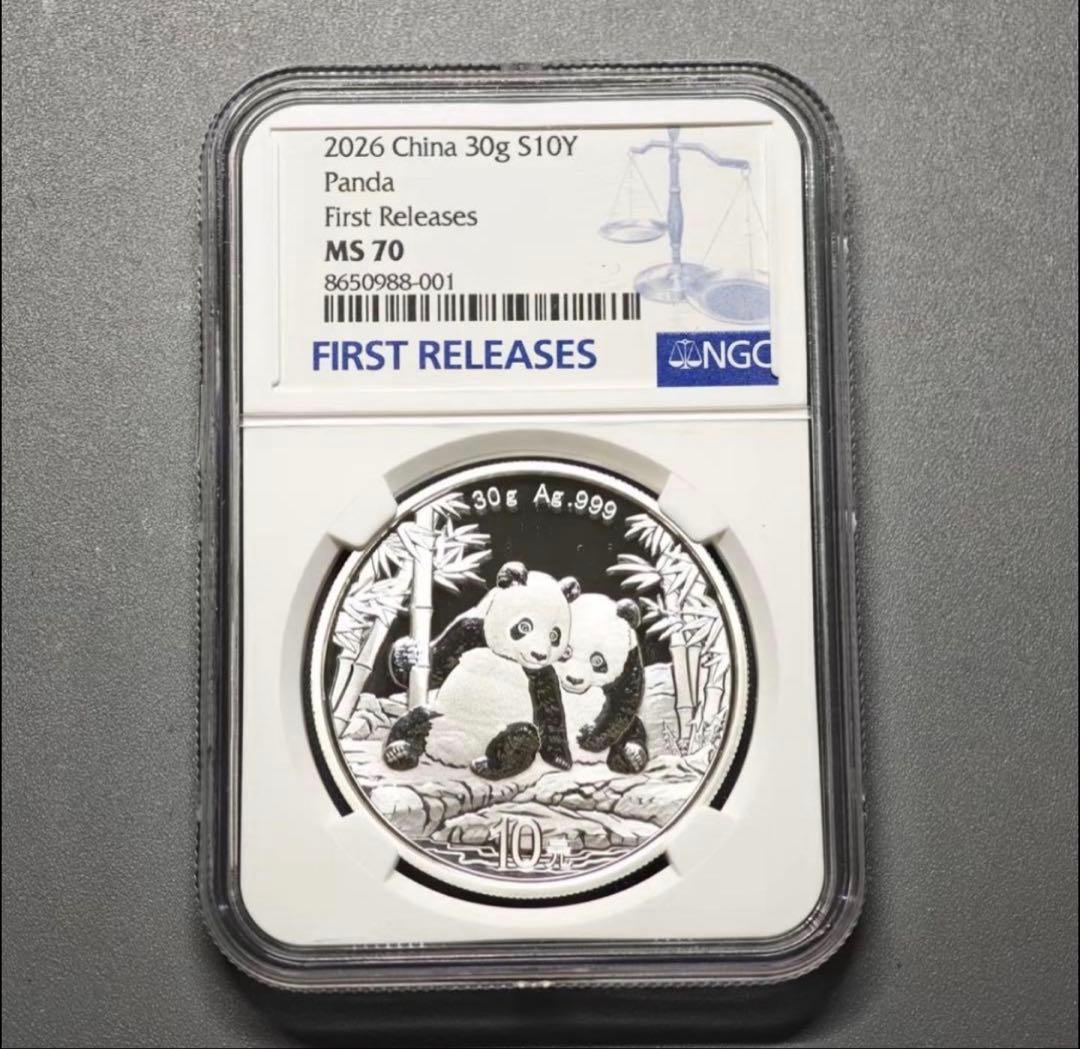 2026 China 30g S10Y
Panda
First Releases
MS 70
8650988-001
FIRST RELEASES
NGC
30g Ag.999
10元